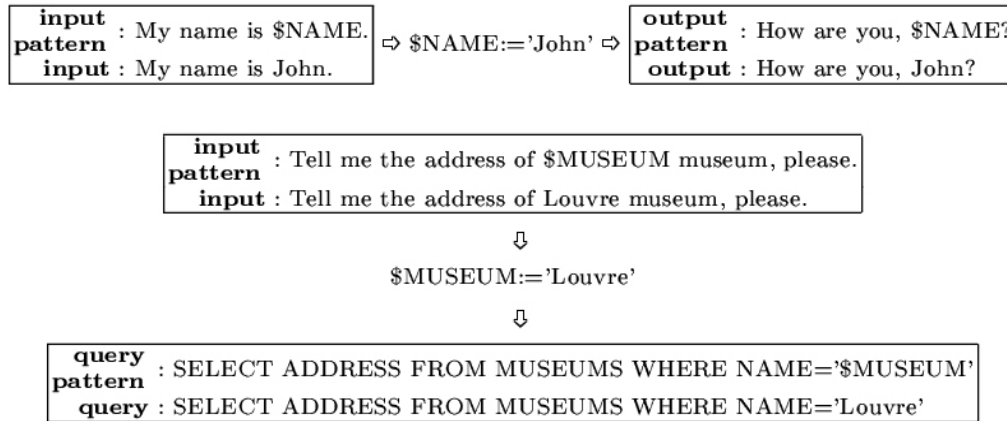 input pattern : My name is $NAME.
input : My name is John.
⇨ $NAME:='John' ⇨
output pattern : How are you, $NAME?
output : How are you, John?
input pattern : Tell me the address of $MUSEUM museum, please.
input : Tell me the address of Louvre museum, please.
⇩
$MUSEUM:='Louvre'
⇩
query pattern : SELECT ADDRESS FROM MUSEUMS WHERE NAME='$MUSEUM'
query : SELECT ADDRESS FROM MUSEUMS WHERE NAME='Louvre'